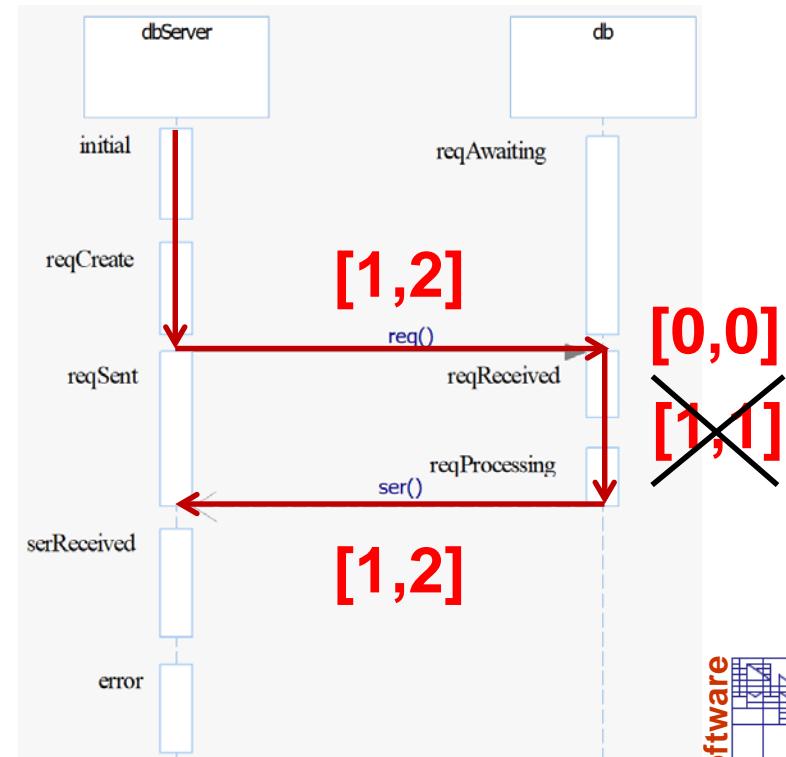 dbServer
db
initial
reqAwaiting
reqCreate
[1,2]
req()
[0,0]
reqSent
reqReceived
[1,1]
reqProcessing
ser()
serReceived
[1,2]
error